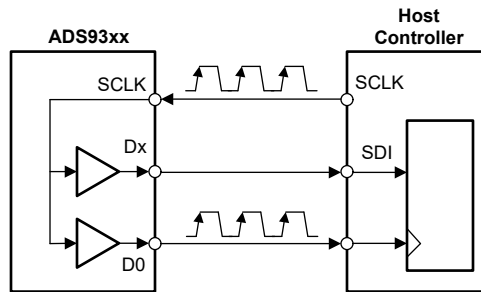 Host
Controller
ADS93xx
SCLK
SCLK
Dx
SDI
D0